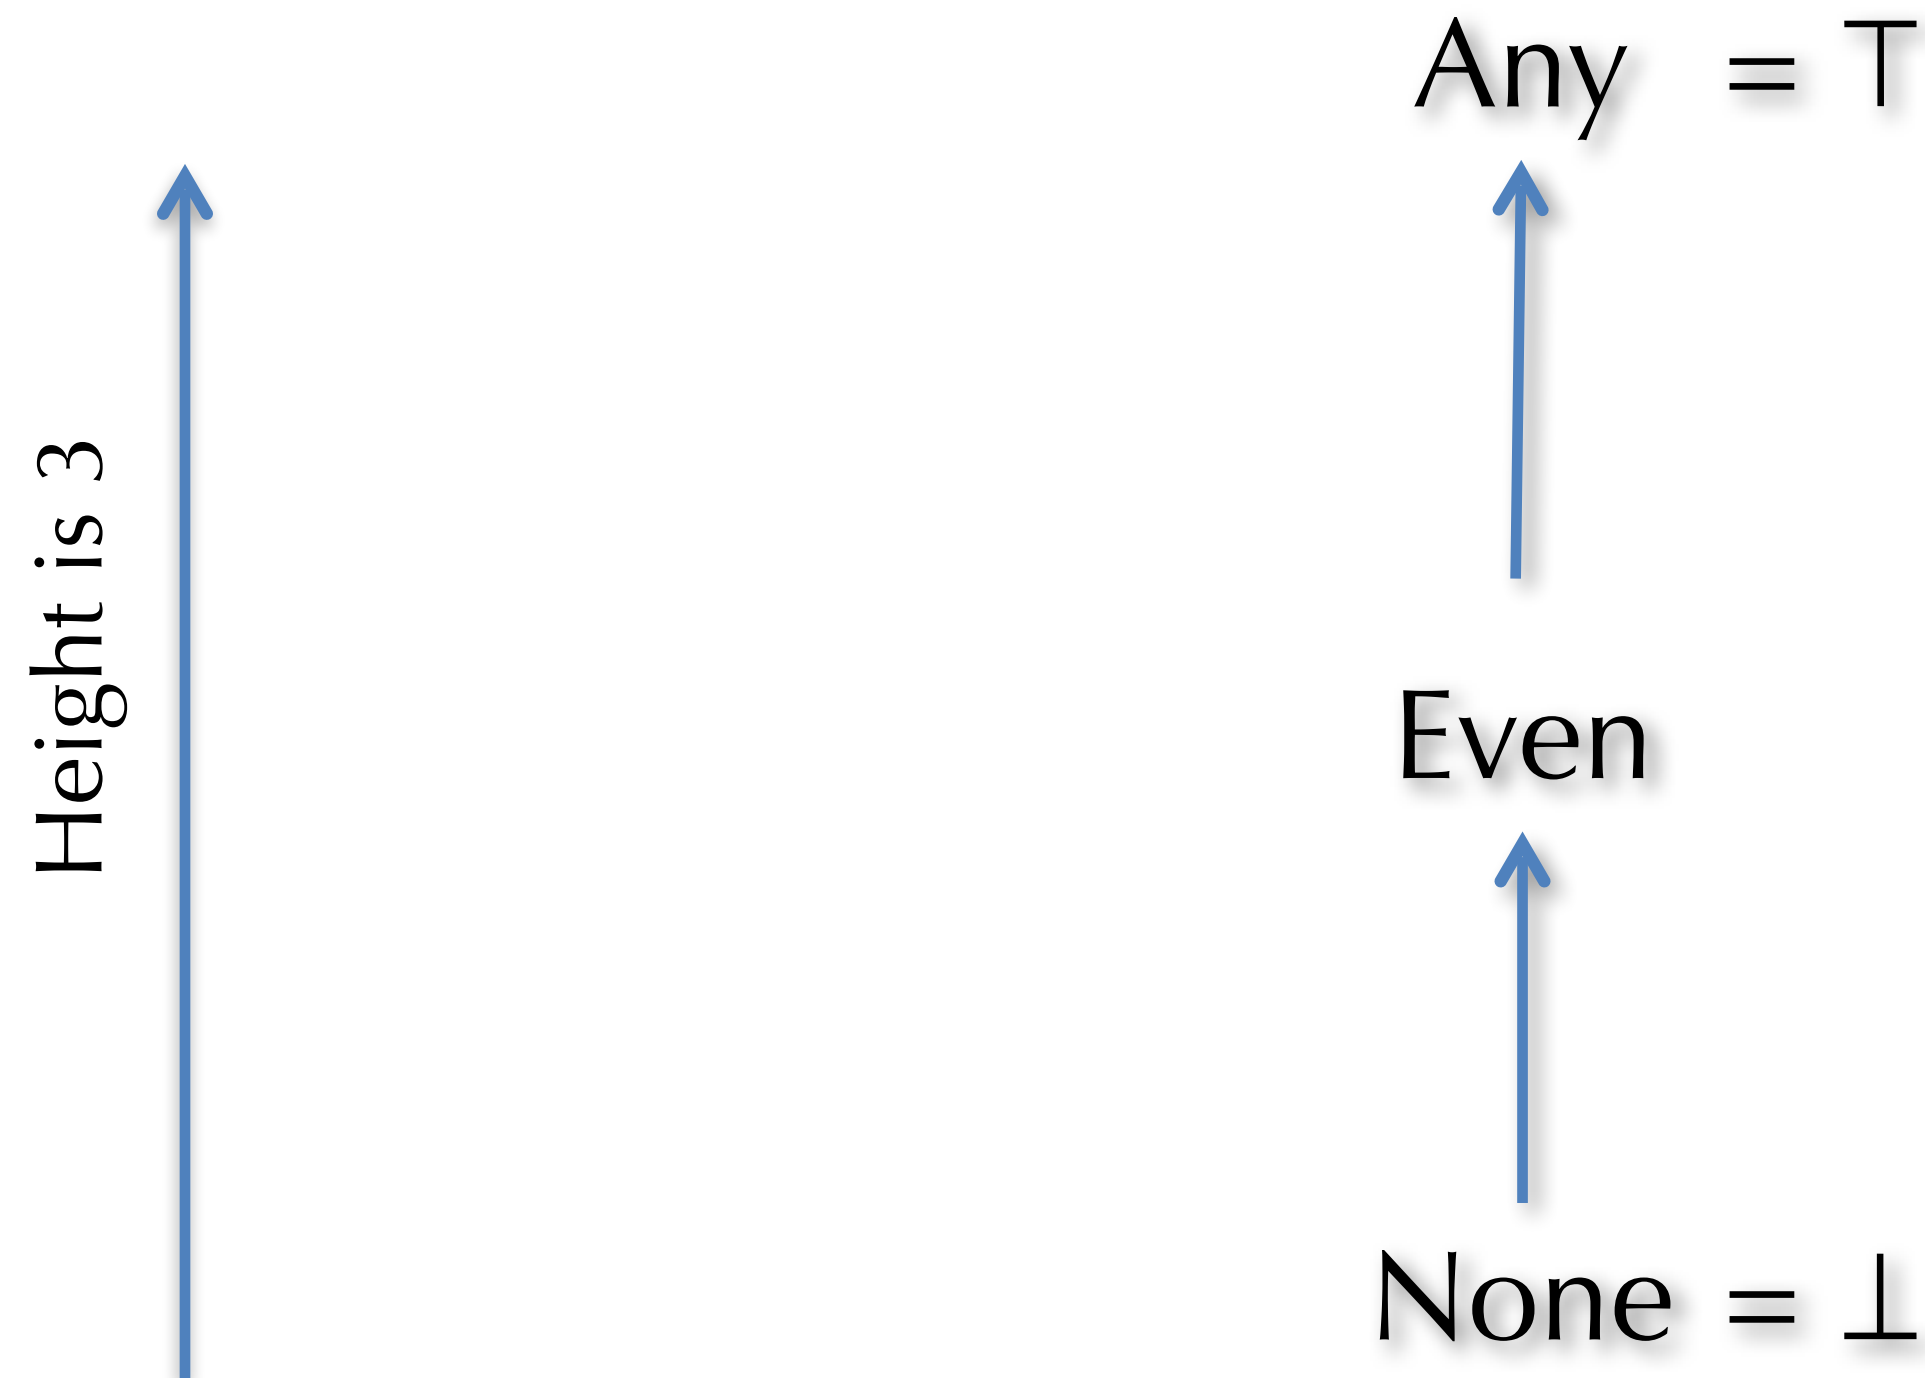 Any = ⊤
Height is 3
Even
None = ⊥